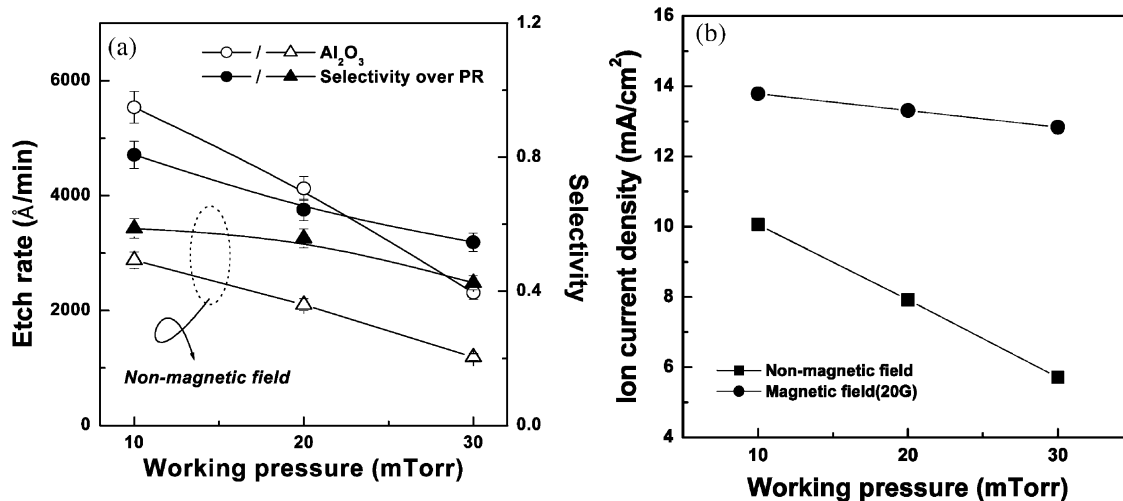 (a)
○ / △ Al₂O₃
● / ▲ Selectivity over PR
Non-magnetic field
Etch rate (Å/min)
6000
4000
2000
0
1.2
0.8
0.4
0.0
Selectivity
10 20 30
Working pressure (mTorr)
(b)
Ion current density (mA/cm²)
16
14
12
10
8
6
4
Non-magnetic field
Magnetic field(20G)
10 20 30
Working pressure (mTorr)